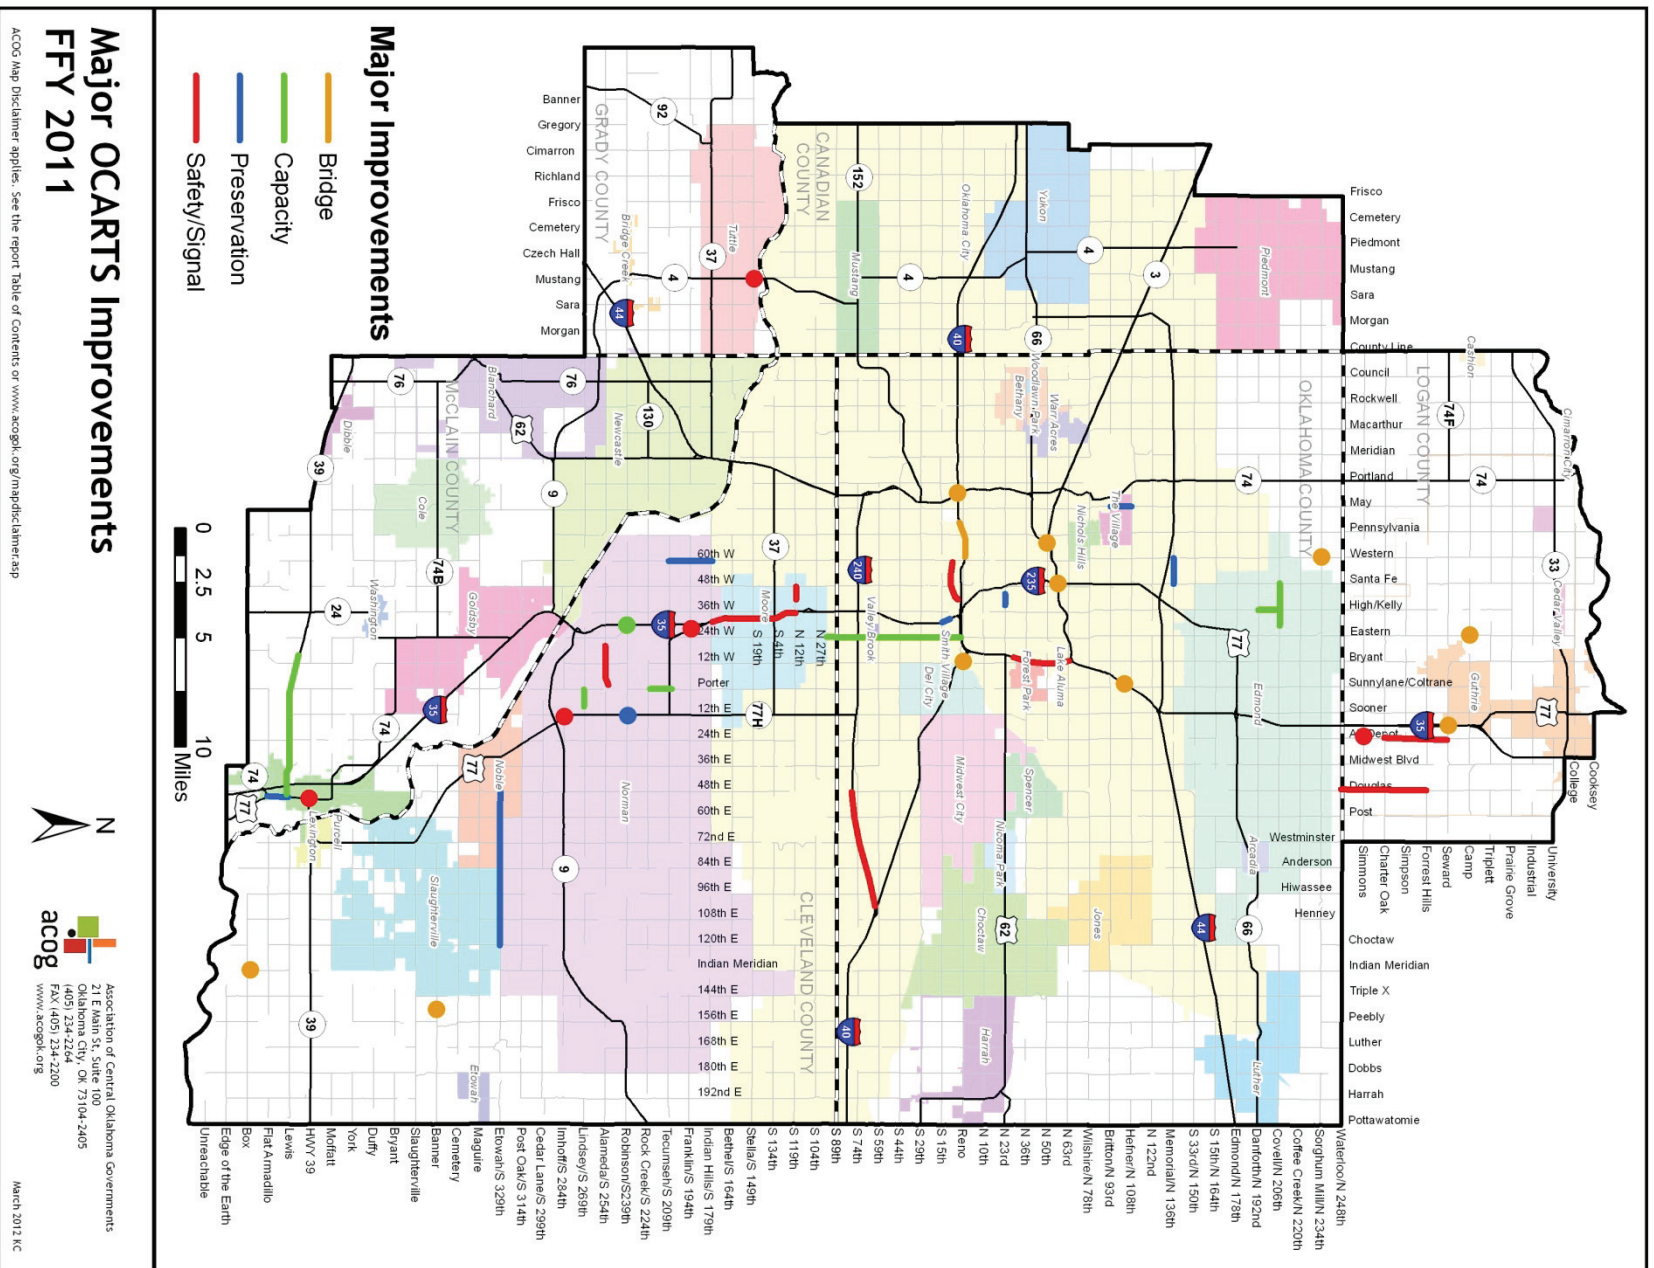 Major OCARTS Improvements
FFY 2011
ACOG Map Disclaimer applies. See the report Table of Contents or www.acogok.org/mapdisclaimer.asp
Major Improvements
Bridge
Capacity
Preservation
Safety/Signal
0 2.5 5 10
Miles
N
acog
Association of Central Oklahoma Governments
21 E Main St, Suite 100
Oklahoma City, OK 73104-2405
(405) 234-2264
FAX (405) 234-2200
www.acogok.org
March 2012 KC
Banner
Gregory
Cimarron
Richland
Frisco
Cemetery
Czech Hall
Mustang
Sara
Morgan
GRADY COUNTY
CANADIAN
COUNTY
McCLAIN COUNTY
CLEVELAND COUNTY
OKLAHOMA COUNTY
LOGAN COUNTY
Frisco
Cemetery
Piedmont
Mustang
Sara
Morgan
County Line
Council
Rockwell
Macarthur
Meridian
Portland
May
Pennsylvania
Western
Santa Fe
High/Kelly
Eastern
Bryant
Sunnylane/Coltrane
Sooner
Midwest Blvd
Douglas
Post
Westminster
Anderson
Hiwassee
Henney
Choctaw
Indian Meridian
Triple X
Peebly
Luther
Dobbs
Harrah
Pottawatomie
Cooksey
College
University
Industrial
Prairie Grove
Triplett
Camp
Seward
Forrest Hills
Simpson
Charter Oak
Simmons
Waterloo/N 248th
Sorghum Mill/N 234th
Coffee Creek/N 220th
Covell/N 206th
Danforth/N 192nd
Edmond/N 178th
S 15th/N 164th
S 33rd/N 150th
Memorial/N 136th
N 122nd
Hefner/N 108th
Britton/N 93rd
Wilshire/N 78th
N 63rd
N 50th
N 36th
N 23rd
N 10th
Reno
S 15th
S 29th
S 44th
S 59th
S 74th
S 89th
S 104th
S 119th
S 134th
Stella/S 149th
Bethel/S 164th
Indian Hills/S 179th
Franklin/S 194th
Tecumseh/S 209th
Rock Creek/S 224th
Robinson/S239th
Alameda/S 254th
Lindsey/S 269th
Imhoff/S 284th
Cedar Lane/S 299th
Post Oak/S 314th
Etowah/S 329th
Maguire
Cemetery
Banner
Slaughterville
Bryant
Duffy
York
Moffatt
HWY 39
Lewis
Flat Armadillo
Box
Edge of the Earth
Unreachable
60th W
48th W
36th W
24th W
12th W
Porter
12th E
24th E
36th E
48th E
60th E
72nd E
84th E
96th E
108th E
120th E
Indian Meridian
144th E
156th E
168th E
180th E
192nd E
N 27th
N 12th
S 4th
S 19th
Tuttle
Bridge Creek
Mustang
Oklahoma City
Yukon
Piedmont
Cashion
Cimarron City
Cedar Valley
Guthrie
Bethany
Woodlawn Park
Warr Acres
The Village
Nichols Hills
Lake Aluma
Forest Park
Smith Village
Del City
Valley Brook
Moore
Edmond
Arcadia
Midwest City
Spencer
Nicoma Park
Choctaw
Jones
Harrah
Luther
Newcastle
Blanchard
Dibble
Cole
Washington
Goldsby
Norman
Noble
Purcell
Lexington
Slaughterville
Etowah
92
37
4
44
152
4
40
66
4
3
76
76
62
130
39
9
74B
24
37
240
235
35
74
74
74F
33
77
35
77
74
35
77
74
77
77H
9
39
62
40
44
66